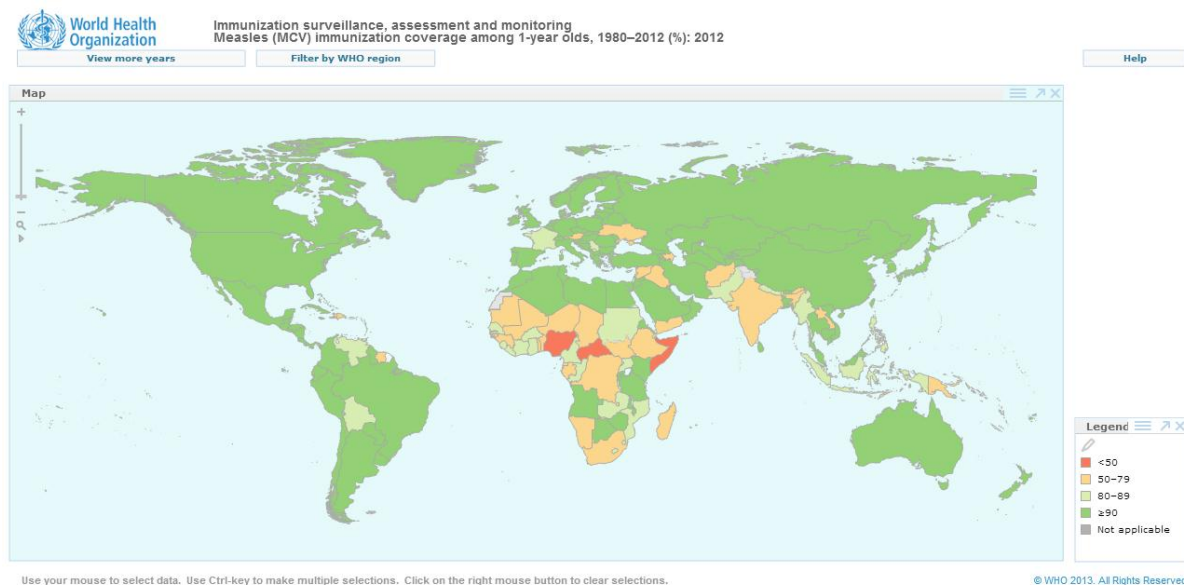 World Health
Organization
Immunization surveillance, assessment and monitoring
Measles (MCV) immunization coverage among 1-year olds, 1980–2012 (%): 2012
View more years
Filter by WHO region
Help
Map
Legend
<50
50–79
80–89
≥90
Not applicable
Use your mouse to select data. Use Ctrl-key to make multiple selections. Click on the right mouse button to clear selections.
© WHO 2013. All Rights Reserved